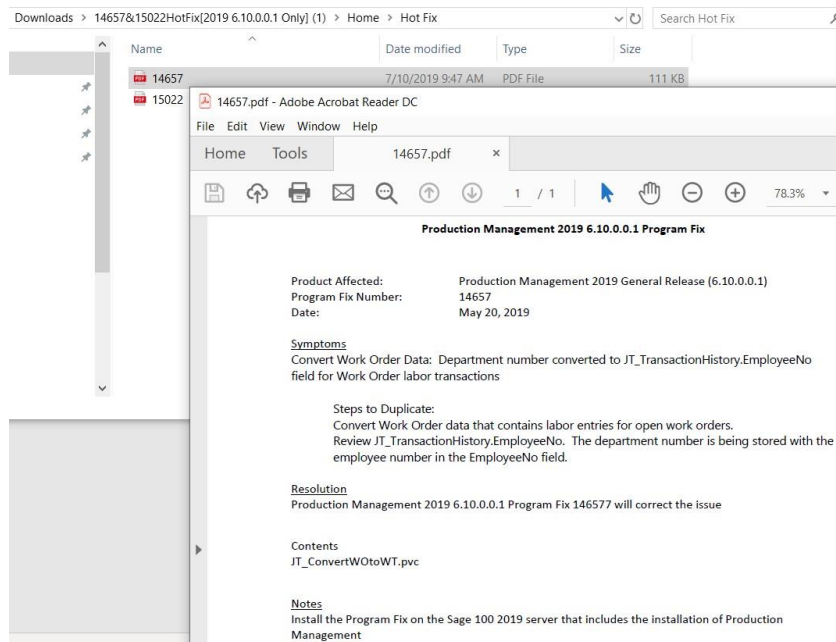 Downloads > 14657&15022HotFix[2019 6.10.0.0.1 Only] (1) > Home > Hot Fix
Search Hot Fix
Name Date modified Type Size
14657 7/10/2019 9:47 AM PDF File 111 KB
15022
14657.pdf - Adobe Acrobat Reader DC
File Edit View Window Help
Home Tools 14657.pdf ×
1 / 1 78.3%
Production Management 2019 6.10.0.0.1 Program Fix
Product Affected: Production Management 2019 General Release (6.10.0.0.1)
Program Fix Number: 14657
Date: May 20, 2019
Symptoms
Convert Work Order Data: Department number converted to JT_TransactionHistory.EmployeeNo
field for Work Order labor transactions
Steps to Duplicate:
Convert Work Order data that contains labor entries for open work orders.
Review JT_TransactionHistory.EmployeeNo. The department number is being stored with the
employee number in the EmployeeNo field.
Resolution
Production Management 2019 6.10.0.0.1 Program Fix 146577 will correct the issue
Contents
JT_ConvertWOtoWT.pvc
Notes
Install the Program Fix on the Sage 100 2019 server that includes the installation of Production
Management